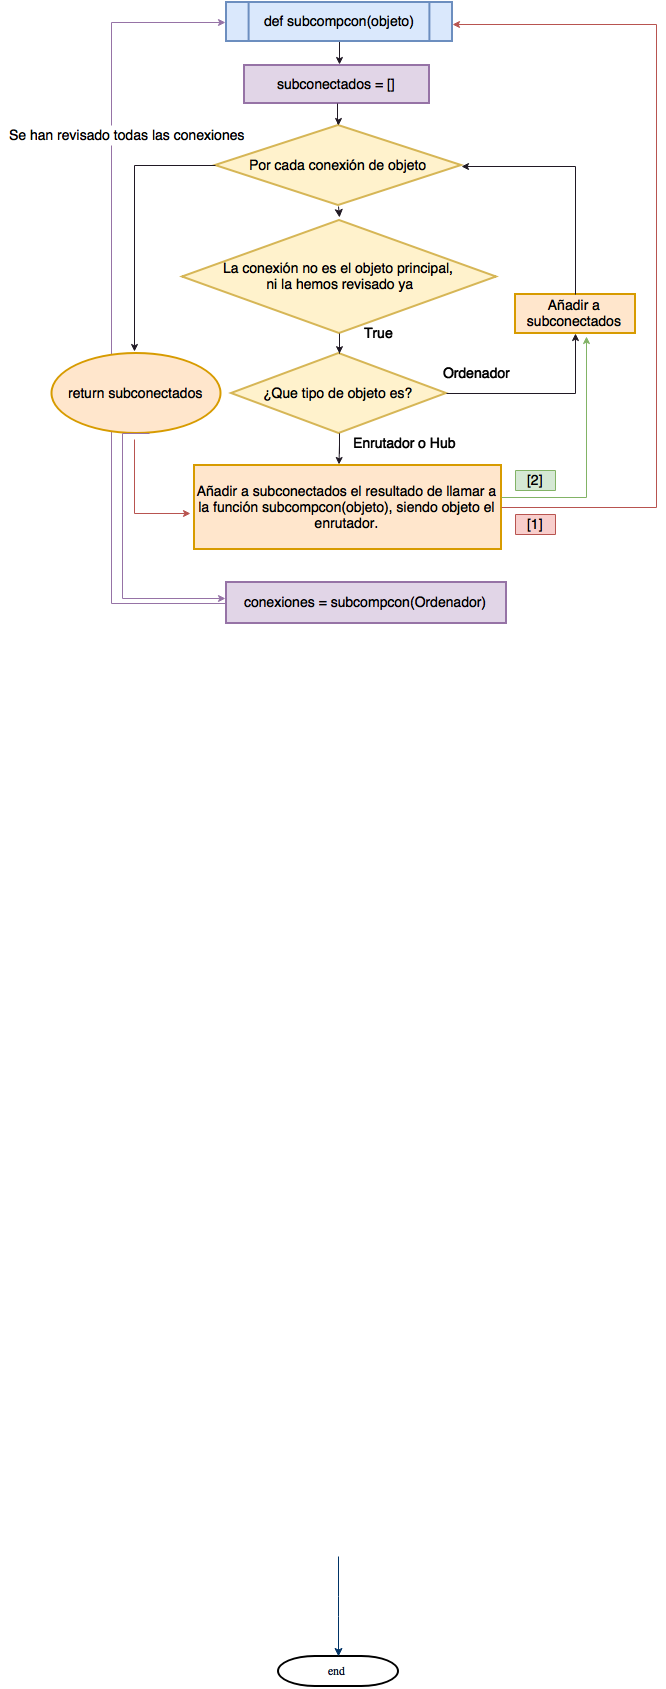 def subcompcon(objeto)
subconectados = []
Se han revisado todas las conexiones
Por cada conexión de objeto
La conexión no es el objeto principal,
ni la hemos revisado ya
Añadir a
subconectados
True
Ordenador
return subconectados
¿Que tipo de objeto es?
Enrutador o Hub
Añadir a subconectados el resultado de llamar a
la función subcompcon(objeto), siendo objeto el
enrutador.
[2]
[1]
conexiones = subcompcon(Ordenador)
end